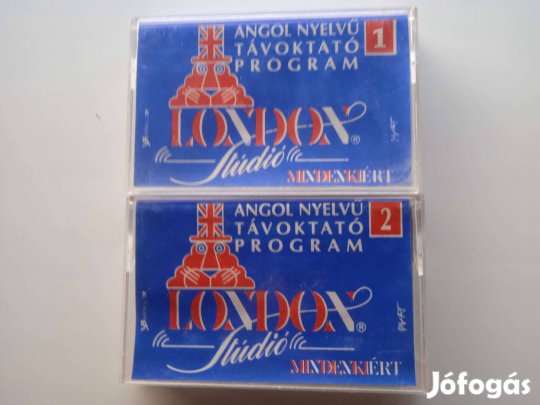 ANGOL NYELVŰ
TÁVOKTATÓ
PROGRAM
1
LONDON®
Stúdió
MINDENKIÉRT
ANGOL NYELVŰ
TÁVOKTATÓ
PROGRAM
2
LONDON®
Stúdió
MINDENKIÉRT
Jófogás